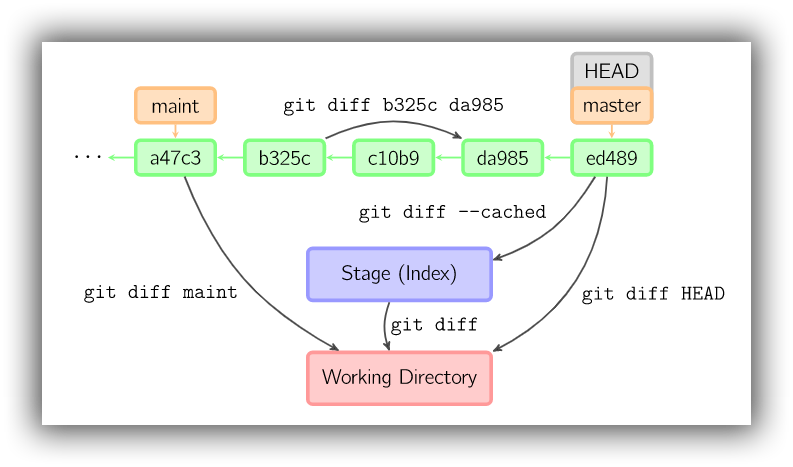 HEAD
maint
git diff b325c da985
master
···
a47c3
b325c
c10b9
da985
ed489
git diff --cached
Stage (Index)
git diff maint
git diff HEAD
git diff
Working Directory